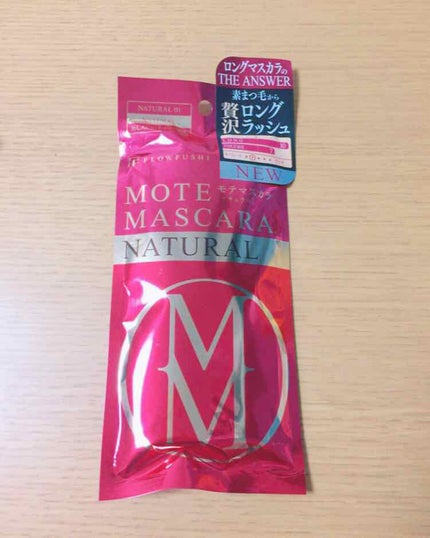 ロングマスカラの
THE ANSWER
素まつ毛から
贅沢ロング
ラッシュ
NEW
NATURAL 01
FLOWFUSHI
MOTE モテマスカラ
MASCARA
NATURAL
M
M